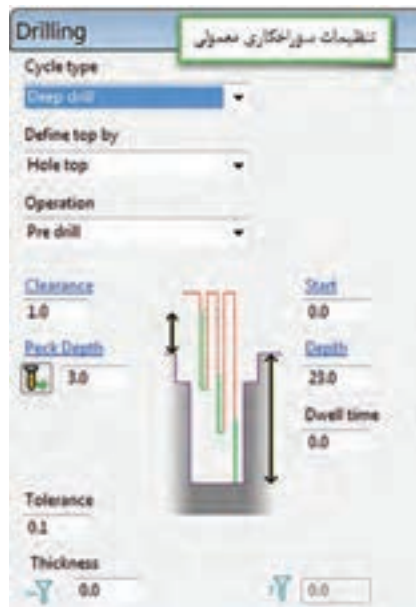 Drilling
تنظیمات سوراخکاری معمولی
Cycle type
Deep drill
Define top by
Hole top
Operation
Pre drill
Clearance
1.0
Start
0.0
Peck Depth
3.0
Depth
23.0
Dwell time
0.0
Tolerance
0.1
Thickness
0.0
0.0